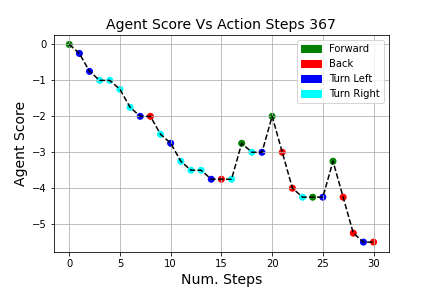 Agent Score Vs Action Steps 367
Forward
Back
Turn Left
Turn Right
Agent Score
0
−1
−2
−3
−4
−5
0 5 10 15 20 25 30
Num. Steps